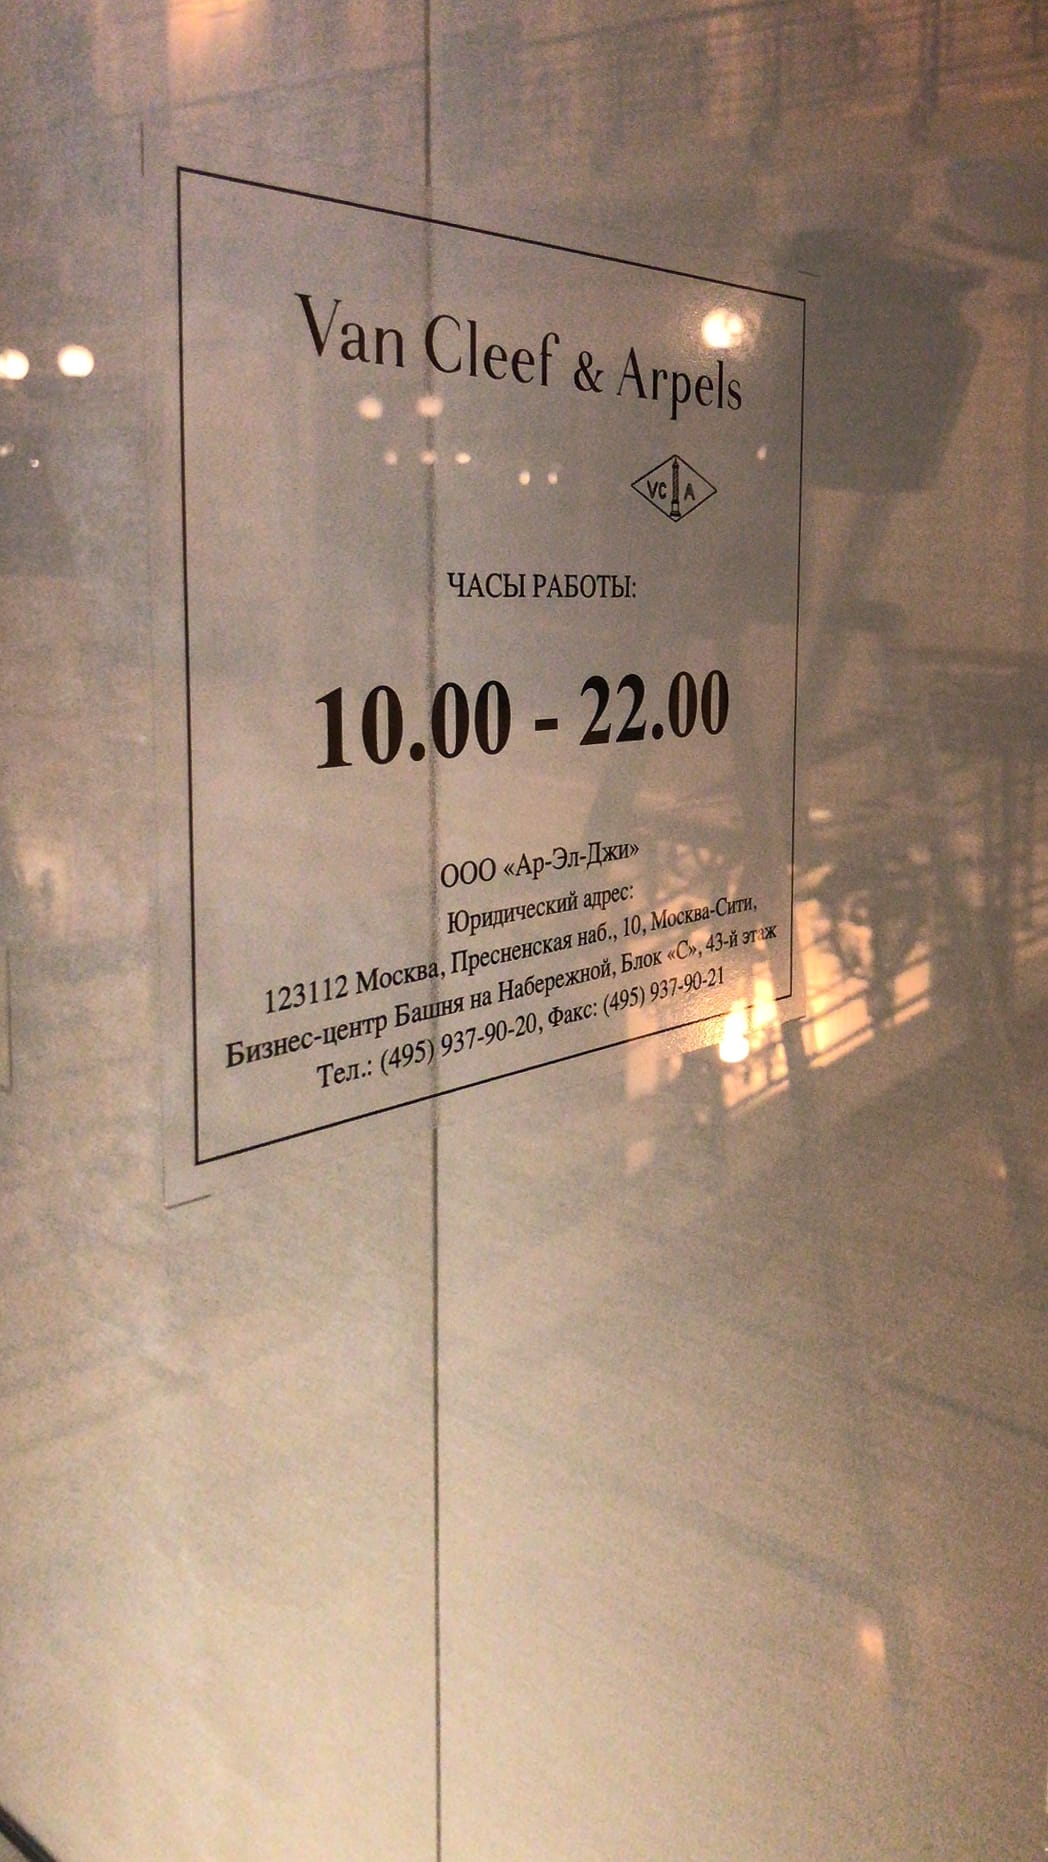 Van Cleef & Arpels
VC A
ЧАСЫ РАБОТЫ:
10.00 - 22.00
ООО «Ар-Эл-Джи»
Юридический адрес:
123112 Москва, Пресненская наб., 10, Москва-Сити,
Бизнес-центр Башня на Набережной, Блок «С», 43-й этаж
Тел.: (495) 937-90-20, Факс: (495) 937-90-21